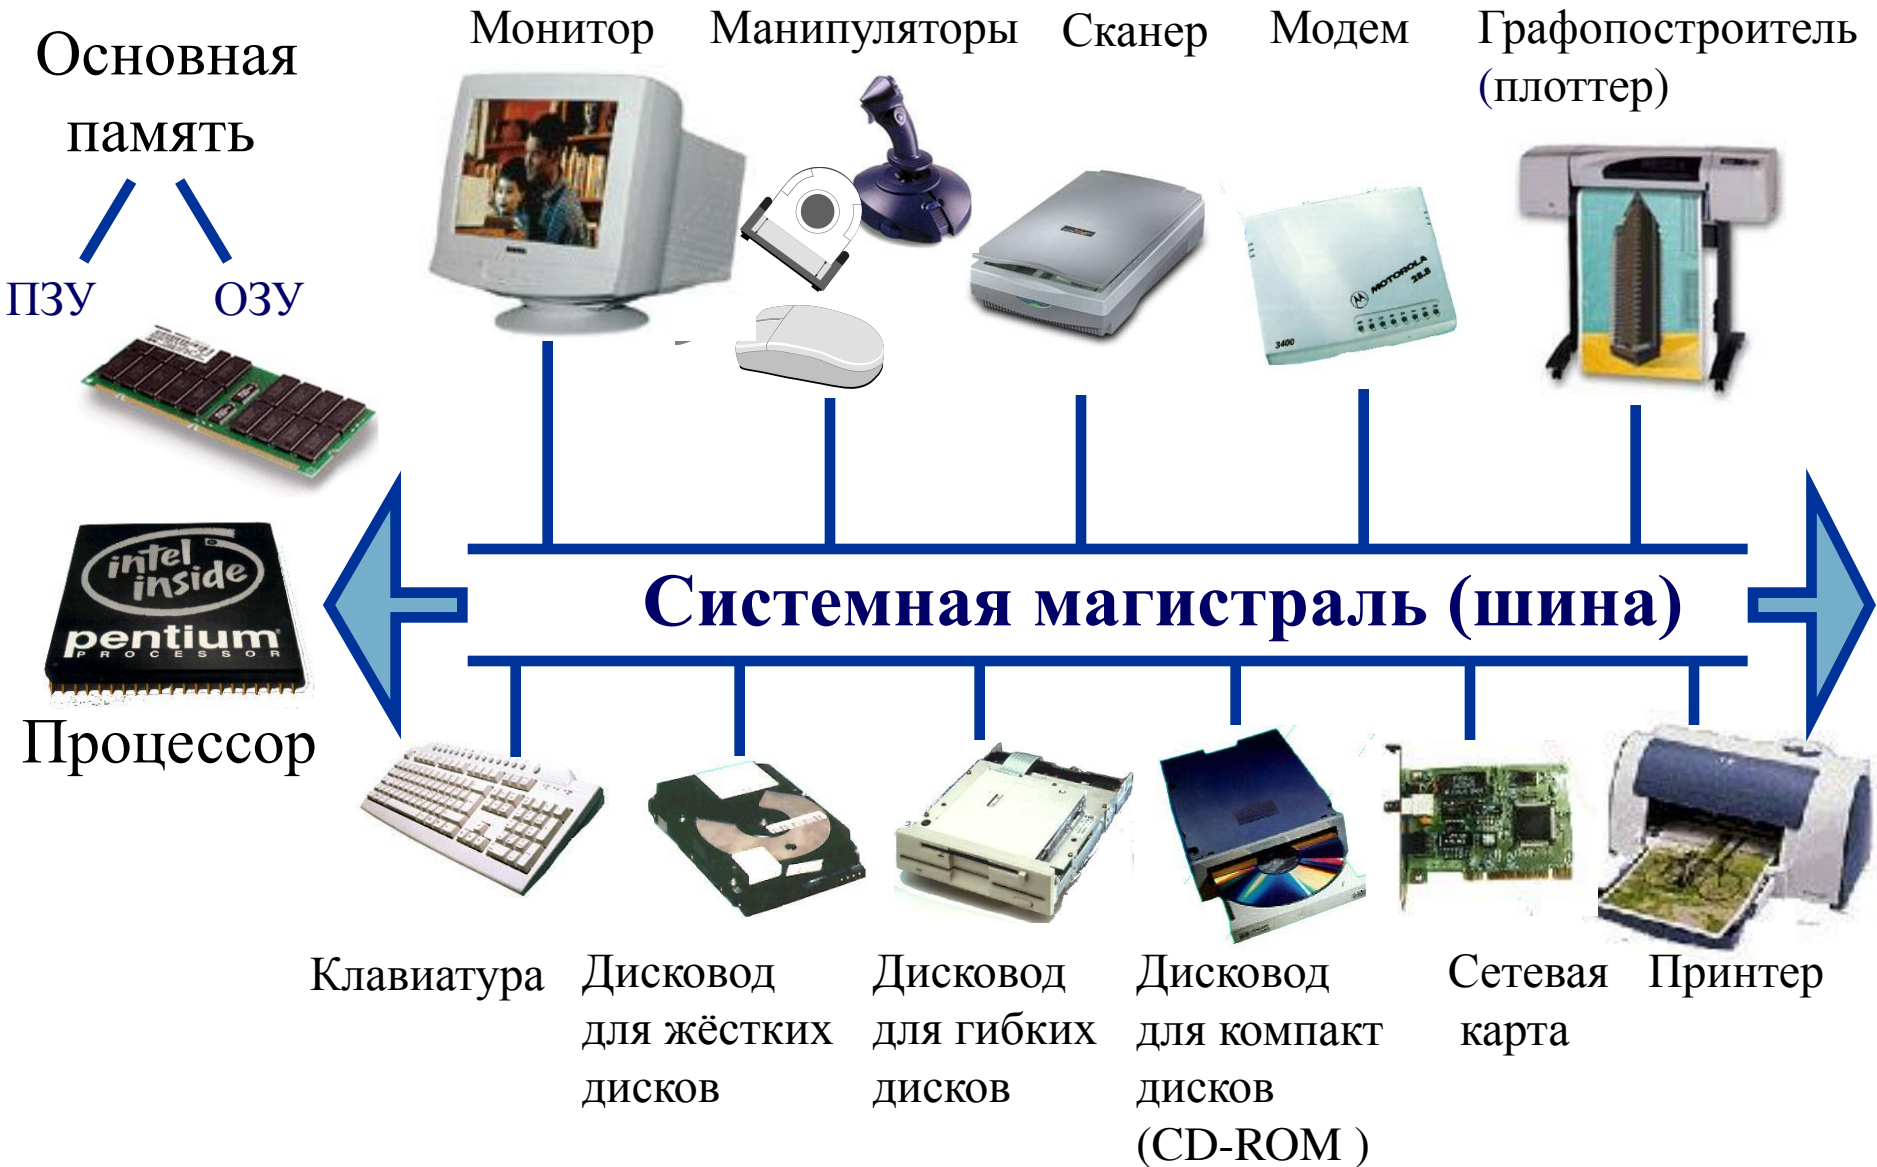 Основная
память
ПЗУ
ОЗУ
Монитор
Манипуляторы
Сканер
Модем
Графопостроитель
(плоттер)
MOTOROLA
28.8
3400
intel
inside
pentium
PROCESSOR
Процессор
Системная магистраль (шина)
Клавиатура
Дисковод
для жёстких
дисков
Дисковод
для гибких
дисков
Дисковод
для компакт
дисков
(CD-ROM )
Сетевая
карта
Принтер